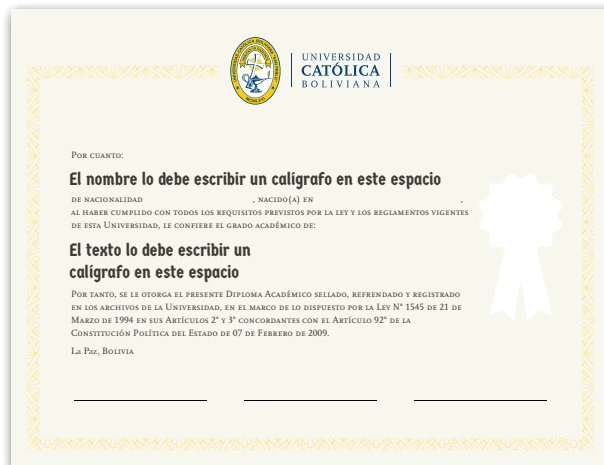 UNIVERSIDAD
CATÓLICA
BOLIVIANA
POR CUANTO:
El nombre lo debe escribir un calígrafo en este espacio
DE NACIONALIDAD , NACIDO(A) EN ,
AL HABER CUMPLIDO CON TODOS LOS REQUISITOS PREVISTOS POR LA LEY Y LOS REGLAMENTOS VIGENTES
DE ESTA UNIVERSIDAD, LE CONFIERE EL GRADO ACADÉMICO DE:
El texto lo debe escribir un
calígrafo en este espacio
POR TANTO, SE LE OTORGA EL PRESENTE DIPLOMA ACADÉMICO SELLADO, REFRENDADO Y REGISTRADO
EN LOS ARCHIVOS DE LA UNIVERSIDAD, EN EL MARCO DE LO DISPUESTO POR LA LEY N° 1545 DE 21 DE
MARZO DE 1994 EN SUS ARTÍCULOS 2° Y 3° CONCORDANTES CON EL ARTÍCULO 92° DE LA
CONSTITUCIÓN POLÍTICA DEL ESTADO DE 07 DE FEBRERO DE 2009.
LA PAZ, BOLIVIA